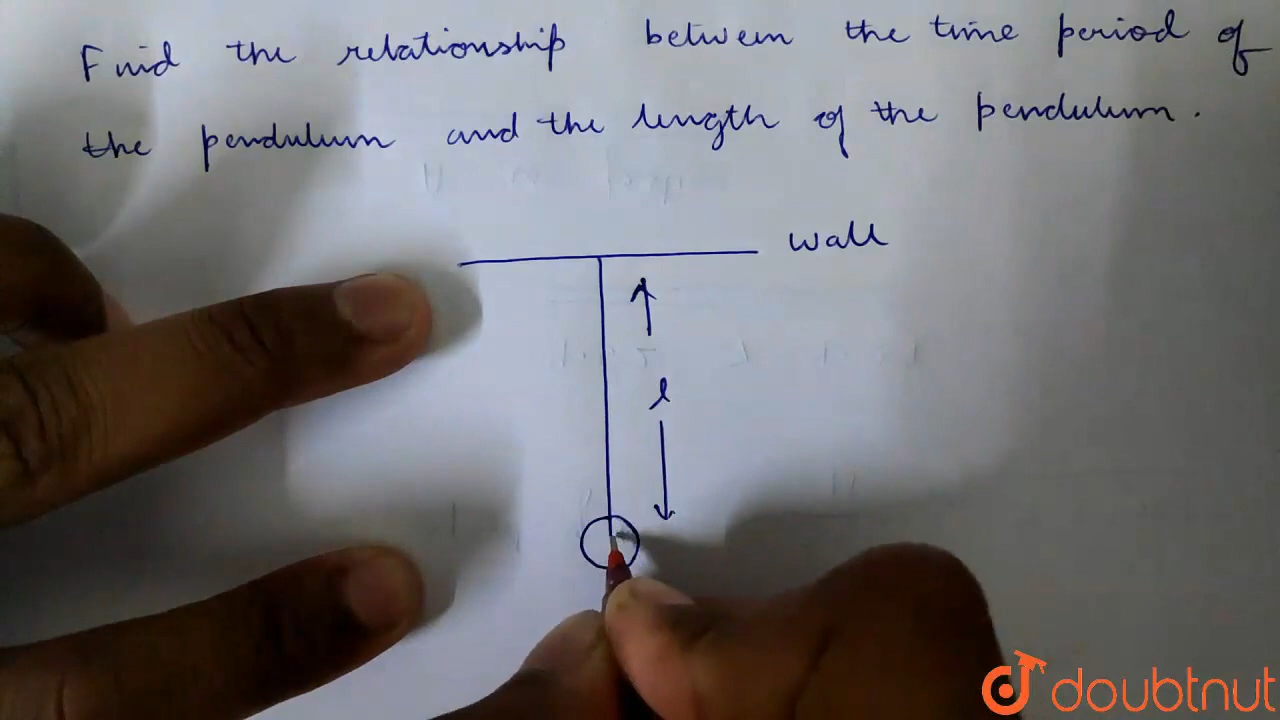 Find the relationship between the time period of
the pendulum and the length of the pendulum.
wall
l
doubtnut